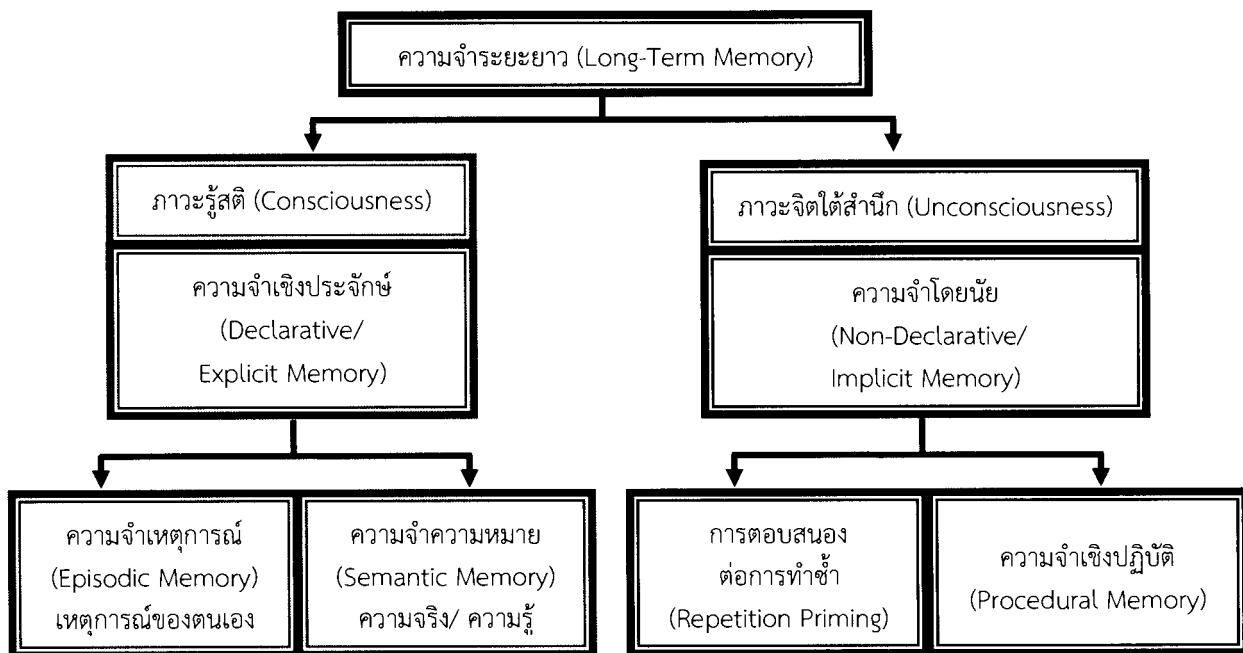 ความจำระยะยาว (Long-Term Memory)
ภาวะรู้สติ (Consciousness)
ความจำเชิงประจักษ์
(Declarative/
Explicit Memory)
ภาวะจิตใต้สำนึก (Unconsciousness)
ความจำโดยนัย
(Non-Declarative/
Implicit Memory)
ความจำเหตุการณ์
(Episodic Memory)
เหตุการณ์ของตนเอง
ความจำความหมาย
(Semantic Memory)
ความจริง/ ความรู้
การตอบสนอง
ต่อการทำซ้ำ
(Repetition Priming)
ความจำเชิงปฏิบัติ
(Procedural Memory)